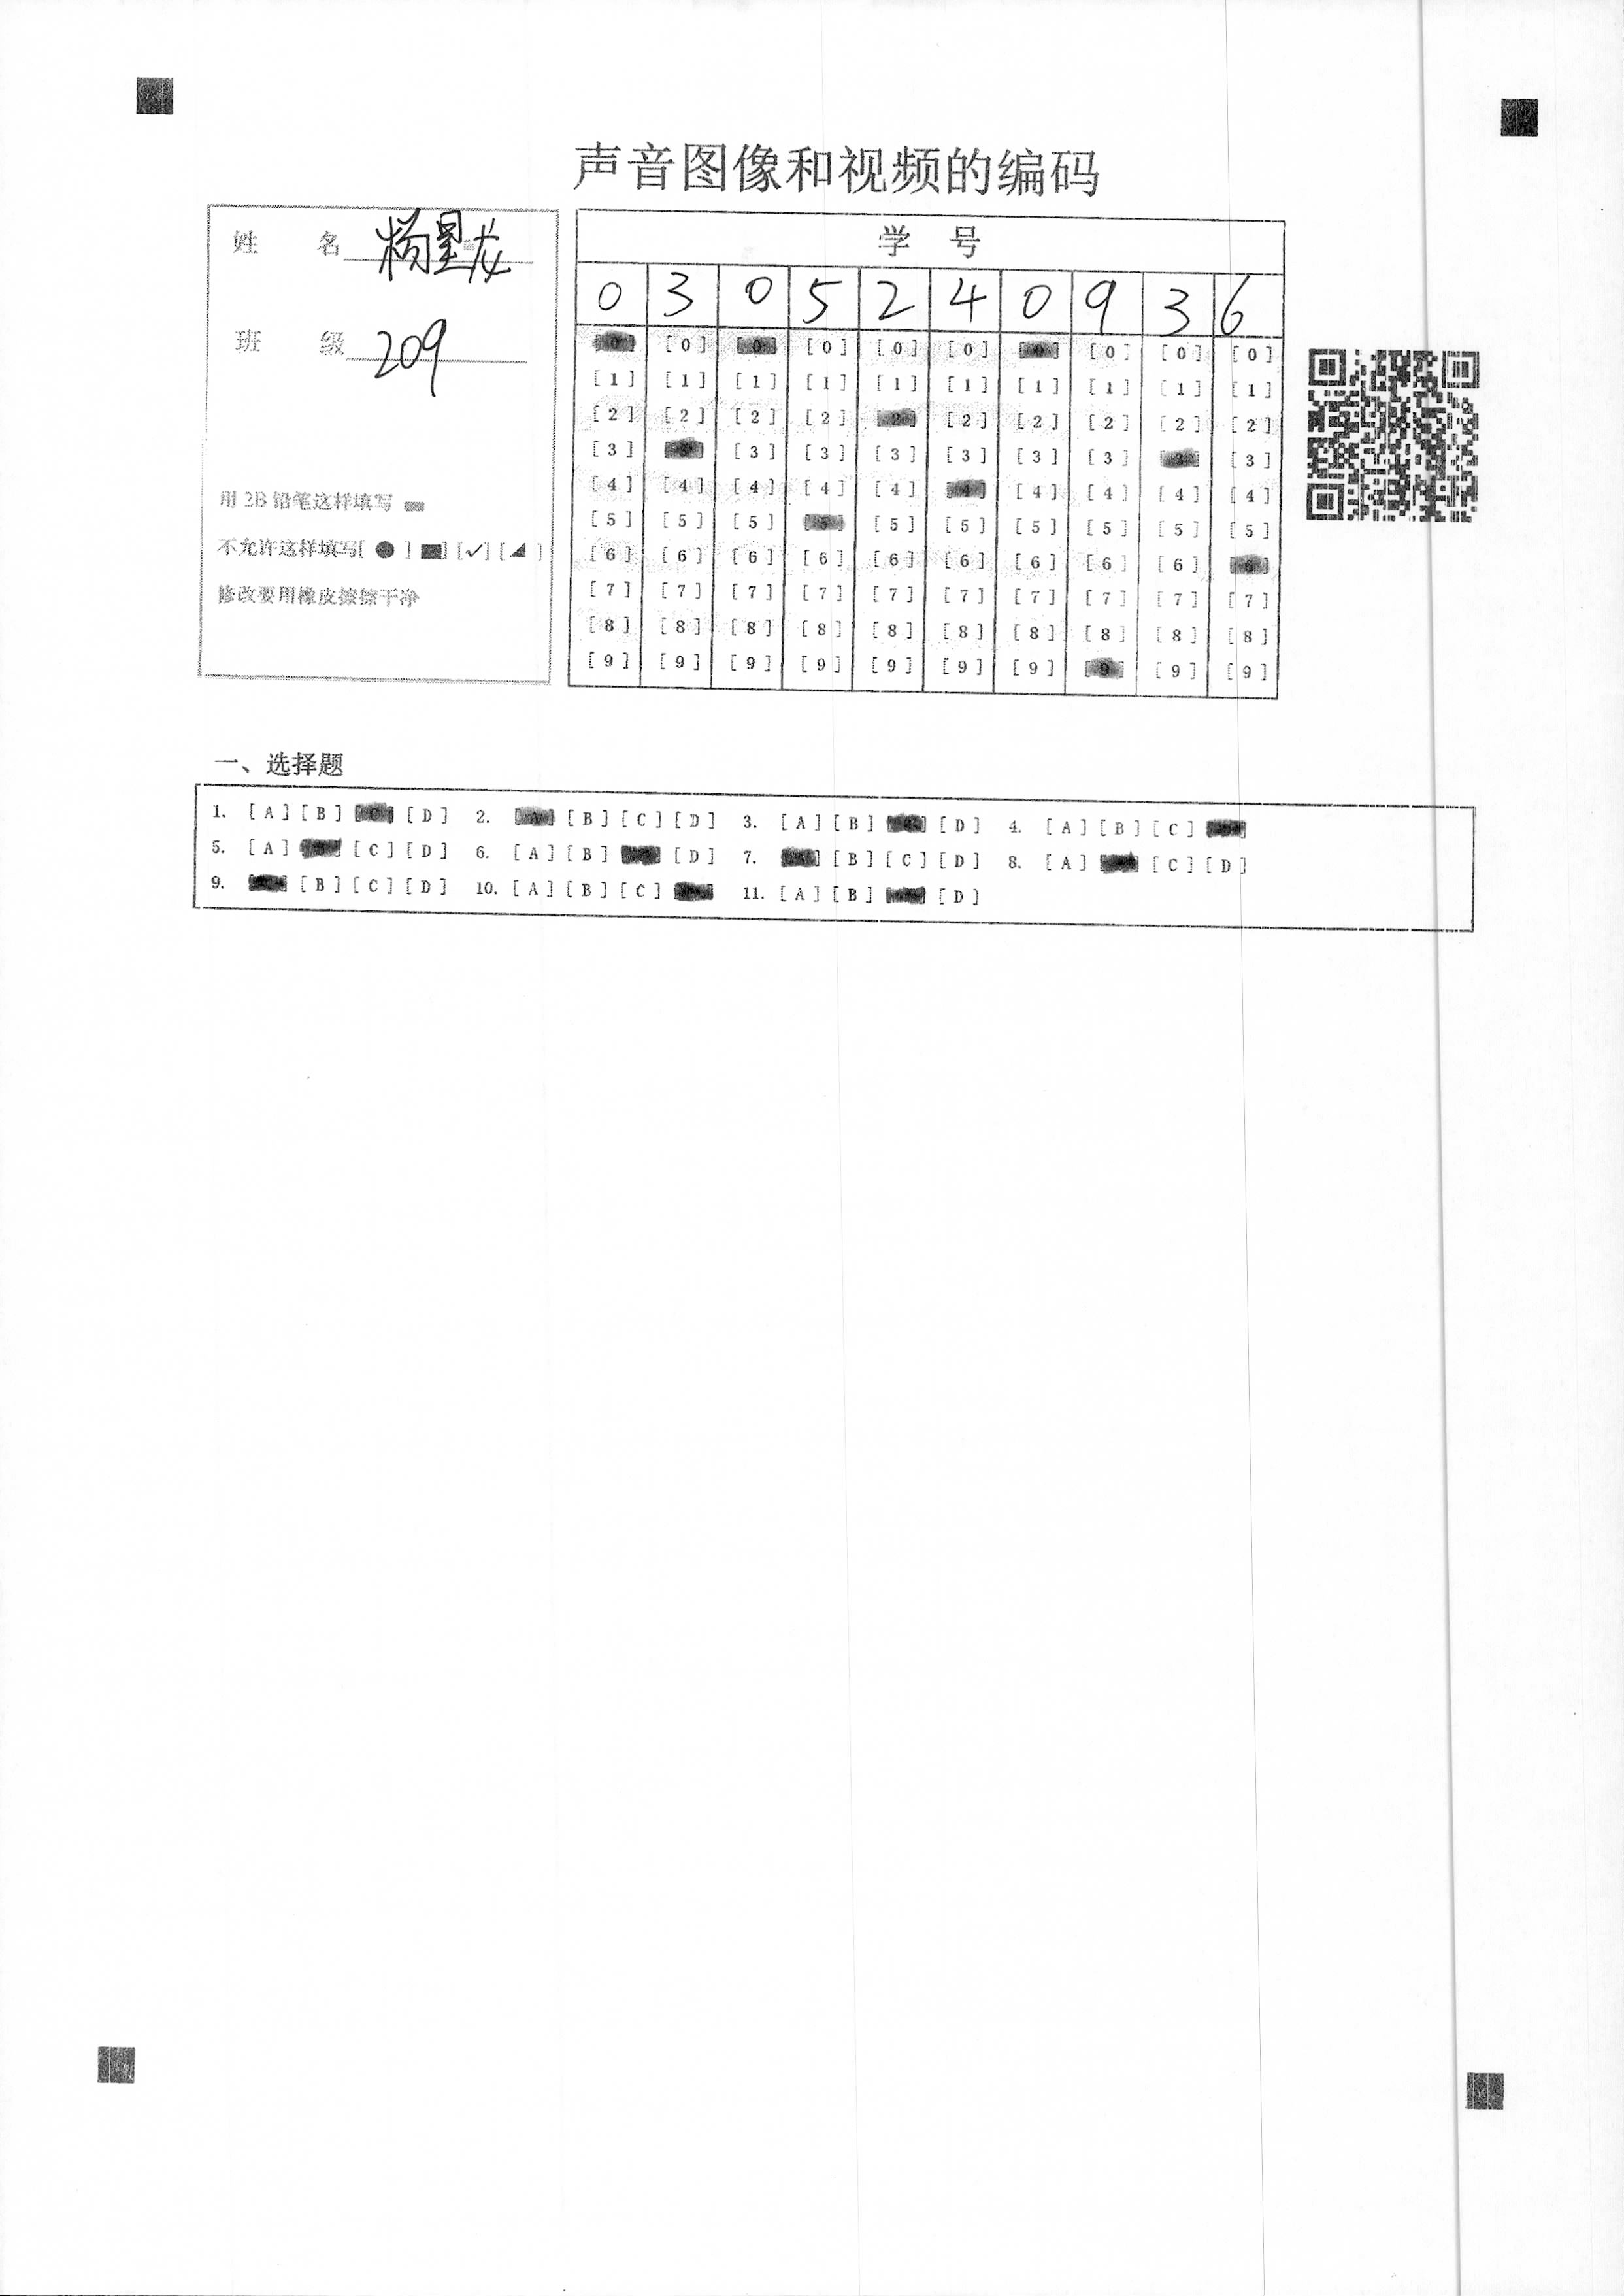 声音图像和视频的编码
姓 名 杨星龙
班 级 209
用 2B 铅笔这样填写
不允许这样填写[ ● ] [■] [✓] [◢ ]
修改要用橡皮擦擦干净
学 号
0 3 0 5 2 4 0 9 3 6
[0] [0] [0] [0] [0] [0] [0] [0] [0] [0]
[1] [1] [1] [1] [1] [1] [1] [1] [1] [1]
[2] [2] [2] [2] [2] [2] [2] [2] [2] [2]
[3] [3] [3] [3] [3] [3] [3] [3] [3] [3]
[4] [4] [4] [4] [4] [4] [4] [4] [4] [4]
[5] [5] [5] [5] [5] [5] [5] [5] [5] [5]
[6] [6] [6] [6] [6] [6] [6] [6] [6] [6]
[7] [7] [7] [7] [7] [7] [7] [7] [7] [7]
[8] [8] [8] [8] [8] [8] [8] [8] [8] [8]
[9] [9] [9] [9] [9] [9] [9] [9] [9] [9]
一、选择题
1. [A] [B] [D] 2. [B] [C] [D] 3. [A] [B] [D] 4. [A] [B] [C]
5. [A] [C] [D] 6. [A] [B] [D] 7. [B] [C] [D] 8. [A] [C] [D]
9. [B] [C] [D] 10. [A] [B] [C] 11. [A] [B] [D]